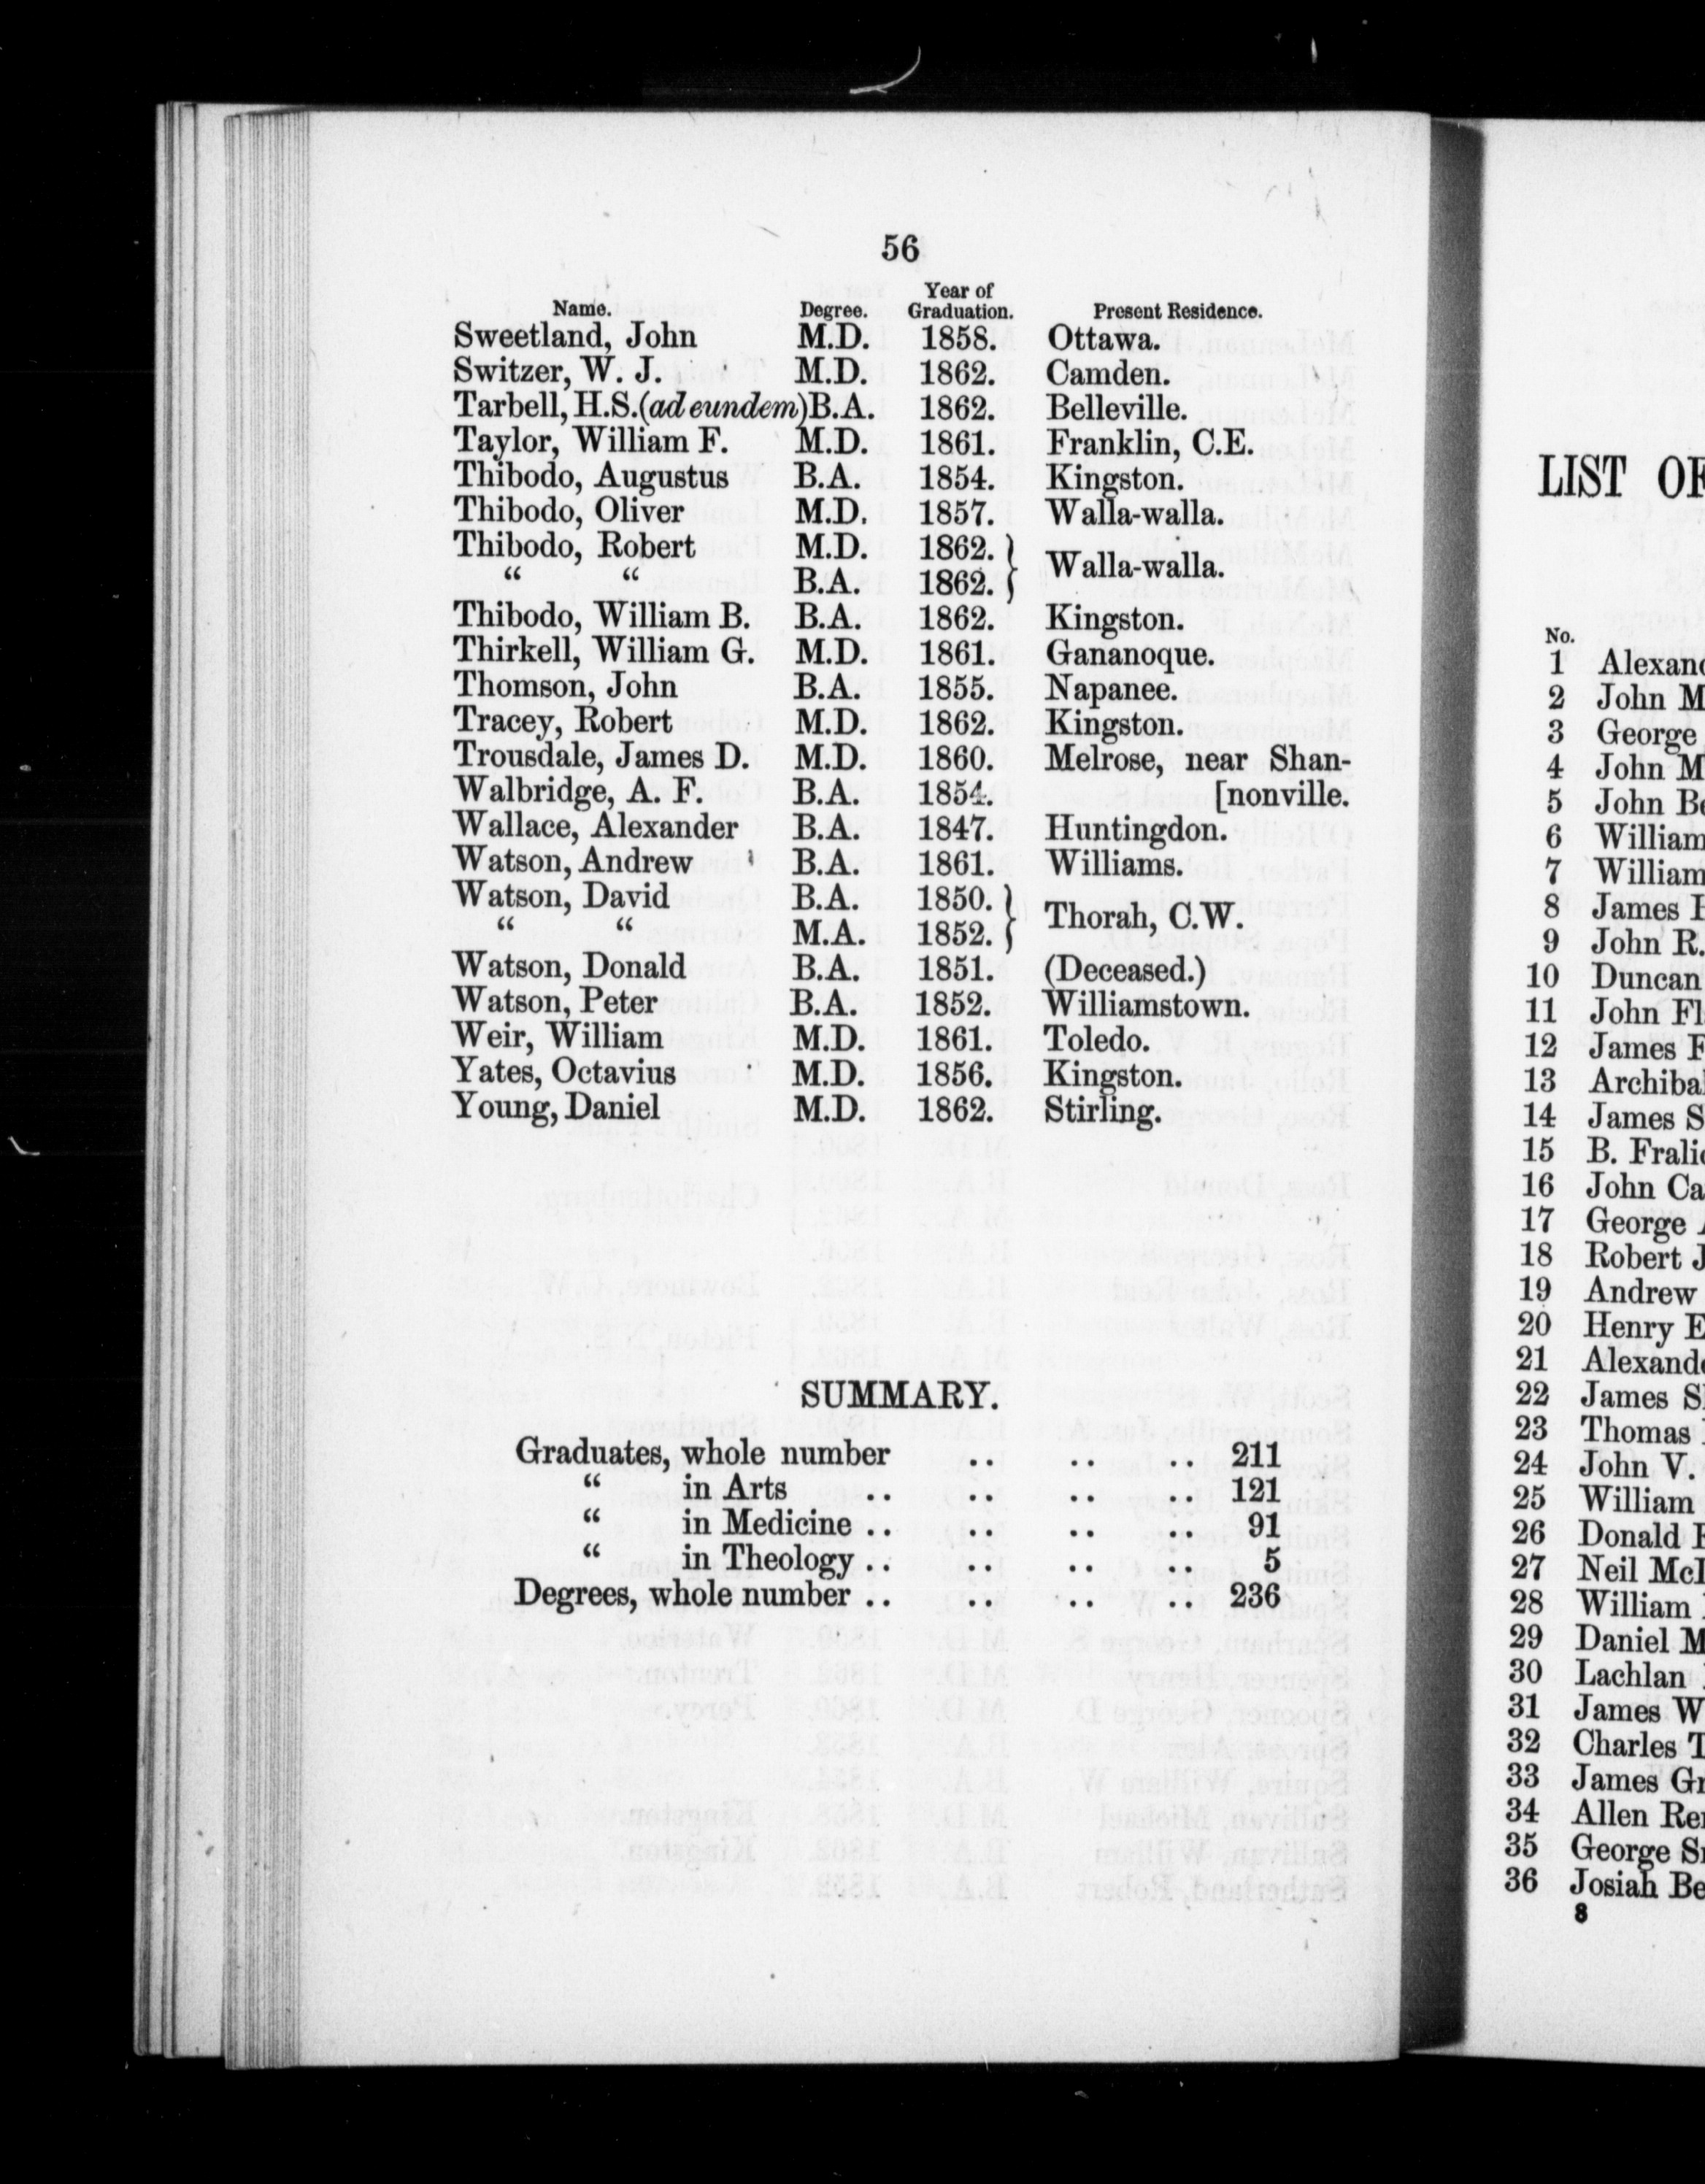 56
Name. Degree. Year of Graduation. Present Residence.
Sweetland, John M.D. 1858. Ottawa.
Switzer, W. J. M.D. 1862. Camden.
Tarbell, H.S. (ad eundem) B.A. 1862. Belleville.
Taylor, William F. M.D. 1861. Franklin, C.E.
Thibodo, Augustus B.A. 1854. Kingston.
Thibodo, Oliver M.D. 1857. Walla-walla.
Thibodo, Robert M.D. 1862. } Walla-walla.
“ “ B.A. 1862. }
Thibodo, William B. B.A. 1862. Kingston.
Thirkell, William G. M.D. 1861. Gananoque.
Thomson, John B.A. 1855. Napanee.
Tracey, Robert M.D. 1862. Kingston.
Trousdale, James D. M.D. 1860. Melrose, near Shan-
Walbridge, A. F. B.A. 1854. [nonville.
Wallace, Alexander B.A. 1847. Huntingdon.
Watson, Andrew B.A. 1861. Williams.
Watson, David B.A. 1850. } Thorah, C.W.
“ “ M.A. 1852. }
Watson, Donald B.A. 1851. (Deceased.)
Watson, Peter B.A. 1852. Williamstown.
Weir, William M.D. 1861. Toledo.
Yates, Octavius M.D. 1856. Kingston.
Young, Daniel M.D. 1862. Stirling.
SUMMARY.
Graduates, whole number .. .. .. 211
“ in Arts .. .. .. .. 121
“ in Medicine .. .. .. .. 91
“ in Theology .. .. .. .. 5
Degrees, whole number .. .. .. .. 236
LIST OF
No.
1
2 John
3 George
4 John
5 John
6 William
7 William
8 James
9 John R.
10 Duncan
11 John
12 James
13
14 James
15 B.
16 John
17 George
18 Robert
19 Andrew
20 Henry
21
22 James
23 Thomas
24 John V.
25 William
26 Donald
27 Neil
28 William
29 Daniel
30 Lachlan
31 James
32 Charles
33 James
34 Allen
35 George
36 Josiah
8